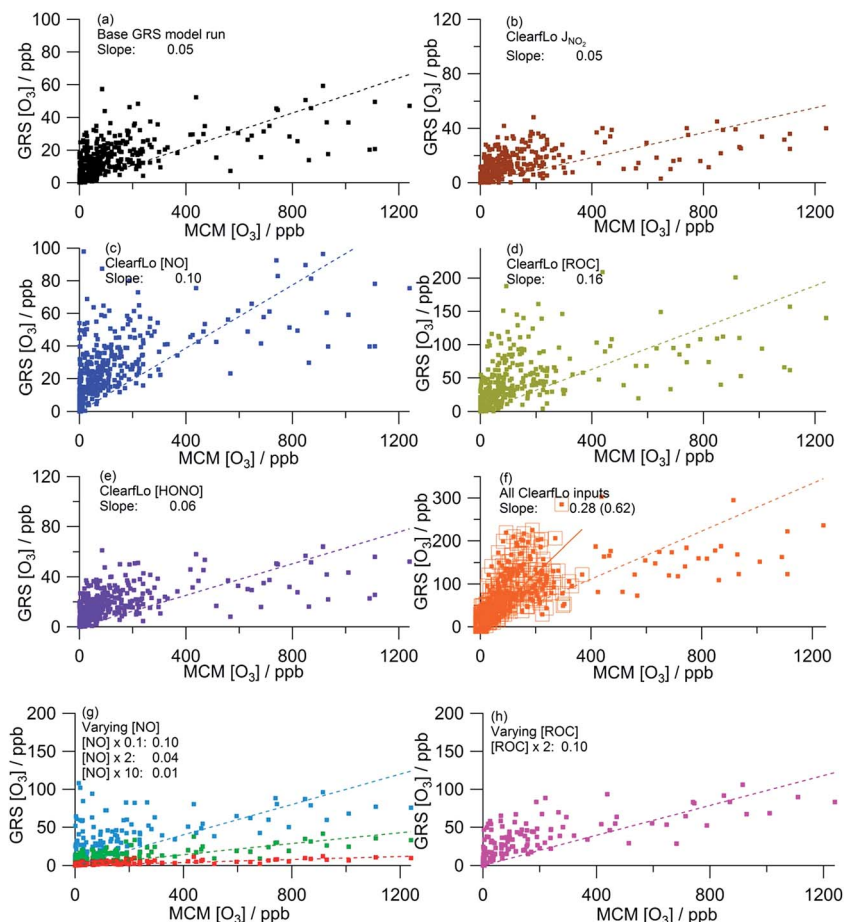 (a)
Base GRS model run
Slope: 0.05
100
80
60
40
20
0
GRS [O3] / ppb
0 400 800 1200
MCM [O3] / ppb
(b)
ClearfLo JNO2
Slope: 0.05
120
80
40
0
GRS [O3] / ppb
0 400 800 1200
MCM [O3] / ppb
(c)
ClearfLo [NO]
Slope: 0.10
100
80
60
40
20
0
GRS [O3] / ppb
0 400 800 1200
MCM [O3] / ppb
(d)
ClearfLo [ROC]
Slope: 0.16
200
150
100
50
0
GRS [O3] / ppb
0 400 800 1200
MCM [O3] / ppb
(e)
ClearfLo [HONO]
Slope: 0.06
120
80
40
0
GRS [O3] / ppb
0 400 800 1200
MCM [O3] / ppb
(f)
All ClearfLo inputs
Slope: 0.28 (0.62)
300
200
100
0
GRS [O3] / ppb
0 400 800 1200
MCM [O3] / ppb
(g)
Varying [NO]
[NO] x 0.1: 0.10
[NO] x 2: 0.04
[NO] x 10: 0.01
200
150
100
50
0
GRS [O3] / ppb
0 400 800 1200
MCM [O3] / ppb
(h)
Varying [ROC]
[ROC] x 2: 0.10
200
150
100
50
0
GRS [O3] / ppb
0 400 800 1200
MCM [O3] / ppb